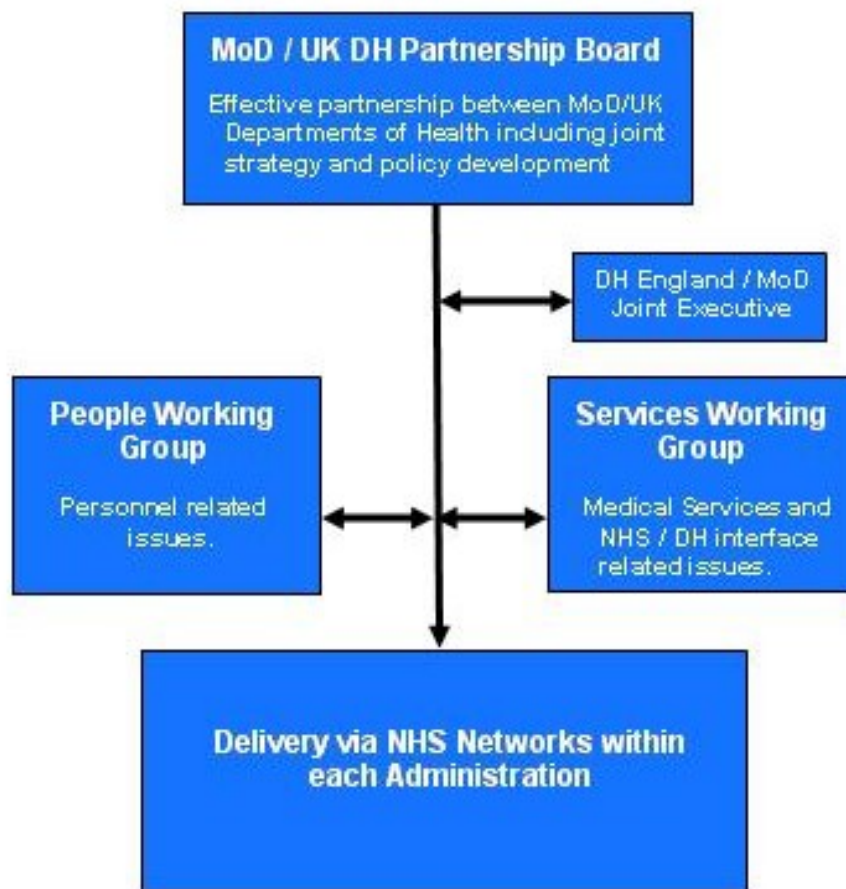 MoD / UK DH Partnership Board
Effective partnership between MoD/UK
Departments of Health including joint
strategy and policy development
DH England / MoD
Joint Executive
People Working
Group
Personnel related
issues.
Services Working
Group
Medical Services and
NHS / DH interface
related issues.
Delivery via NHS Networks within
each Administration